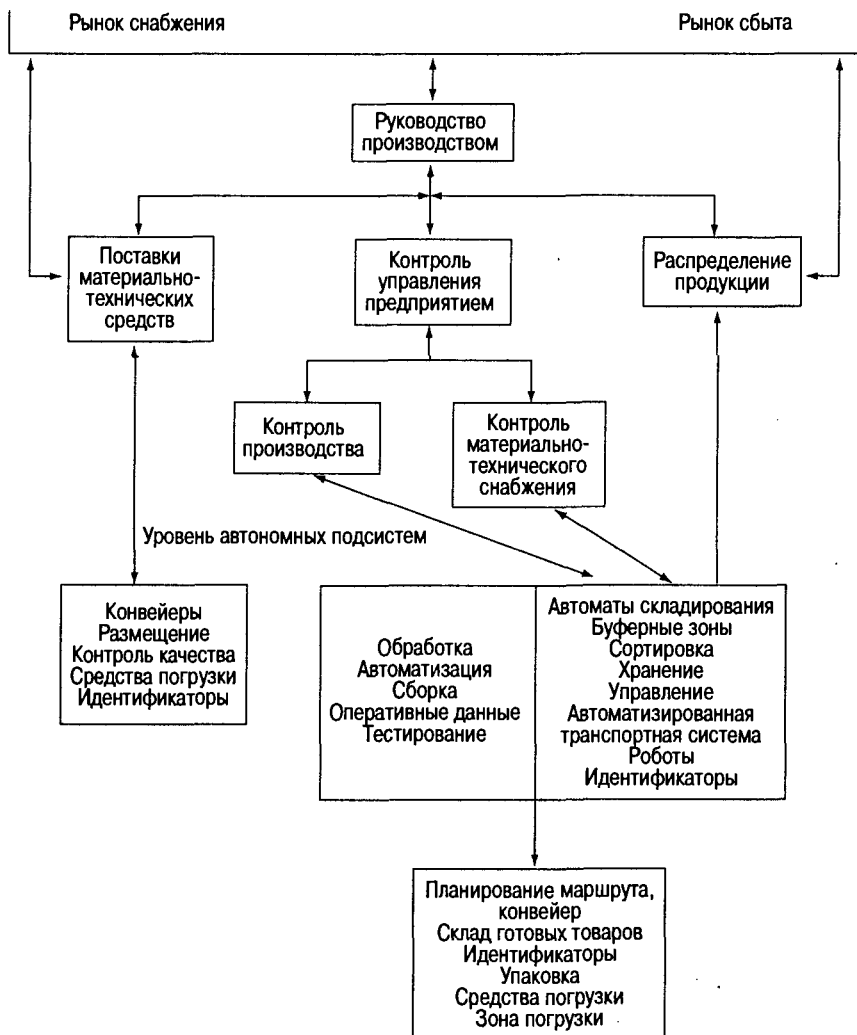 Рынок снабжения
Рынок сбыта
Руководство
производством
Поставки
материально-
технических
средств
Контроль
управления
предприятием
Распределение
продукции
Контроль
производства
Контроль
материально-
технического
снабжения
Уровень автономных подсистем
Конвейеры
Размещение
Контроль качества
Средства погрузки
Идентификаторы
Обработка
Автоматизация
Сборка
Оперативные данные
Тестирование
Автоматы складирования
Буферные зоны
Сортировка
Хранение
Управление
Автоматизированная
транспортная система
Роботы
Идентификаторы
Планирование маршрута,
конвейер
Склад готовых товаров
Идентификаторы
Упаковка
Средства погрузки
Зона погрузки